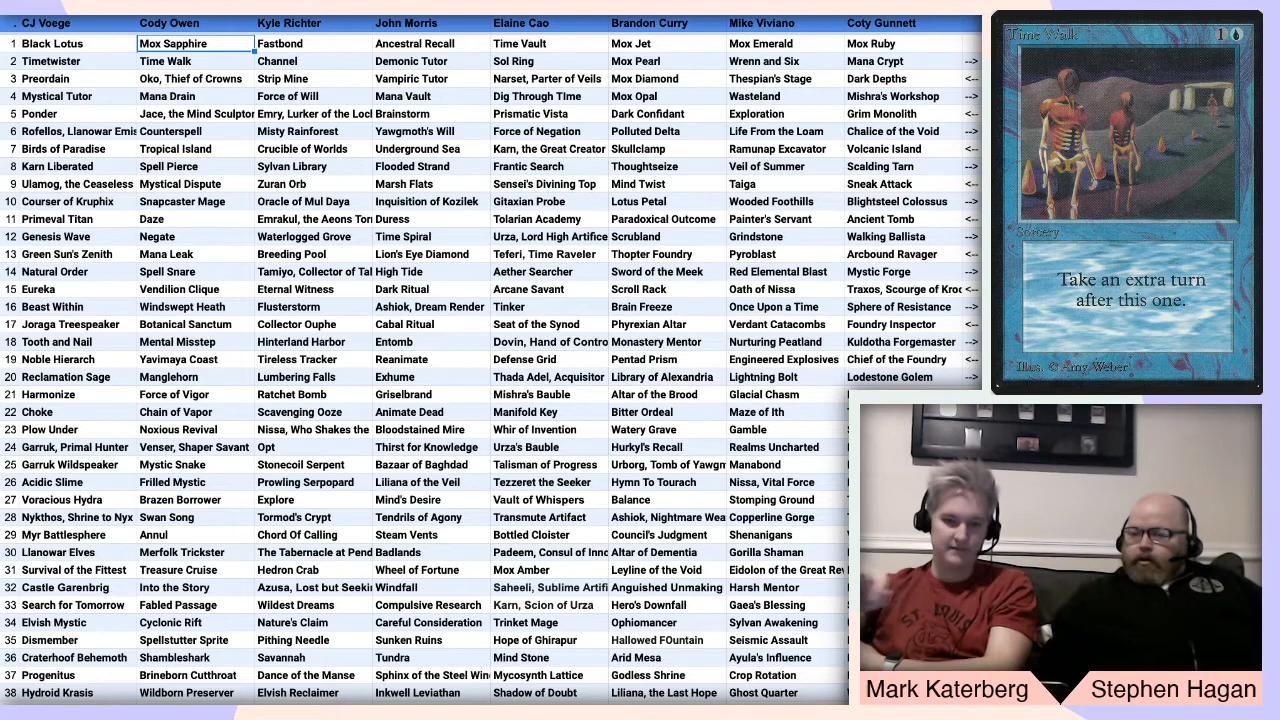 . CJ Voege Cody Owen Kyle Richter John Morris Elaine Cao Brandon Curry Mike Viviano Coty Gunnett
1 Black Lotus Mox Sapphire Fastbond Ancestral Recall Time Vault Mox Jet Mox Emerald Mox Ruby
2 Timetwister Time Walk Channel Demonic Tutor Sol Ring Mox Pearl Wrenn and Six Mana Crypt -->
3 Preordain Oko, Thief of Crowns Strip Mine Vampiric Tutor Narset, Parter of Veils Mox Diamond Thespian's Stage Dark Depths <--
4 Mystical Tutor Mana Drain Force of Will Mana Vault Dig Through TIme Mox Opal Wasteland Mishra's Workshop -->
5 Ponder Jace, the Mind Sculptor Emry, Lurker of the Loch Brainstorm Prismatic Vista Dark Confidant Exploration Grim Monolith <--
6 Rofellos, Llanowar Emis Counterspell Misty Rainforest Yawgmoth's Will Force of Negation Polluted Delta Life From the Loam Chalice of the Void -->
7 Birds of Paradise Tropical Island Crucible of Worlds Underground Sea Karn, the Great Creator Skullclamp Ramunap Excavator Volcanic Island <--
8 Karn Liberated Spell Pierce Sylvan Library Flooded Strand Frantic Search Thoughtseize Veil of Summer Scalding Tarn -->
9 Ulamog, the Ceaseless Mystical Dispute Zuran Orb Marsh Flats Sensei's Divining Top Mind Twist Taiga Sneak Attack <--
10 Courser of Kruphix Snapcaster Mage Oracle of Mul Daya Inquisition of Kozilek Gitaxian Probe Lotus Petal Wooded Foothills Blightsteel Colossus -->
11 Primeval Titan Daze Emrakul, the Aeons Torn Duress Tolarian Academy Paradoxical Outcome Painter's Servant Ancient Tomb <--
12 Genesis Wave Negate Waterlogged Grove Time Spiral Urza, Lord High Artifice Scrubland Grindstone Walking Ballista -->
13 Green Sun's Zenith Mana Leak Breeding Pool Lion's Eye Diamond Teferi, Time Raveler Thopter Foundry Pyroblast Arcbound Ravager <--
14 Natural Order Spell Snare Tamiyo, Collector of Tal High Tide Aether Searcher Sword of the Meek Red Elemental Blast Mystic Forge -->
15 Eureka Vendilion Clique Eternal Witness Dark Ritual Arcane Savant Scroll Rack Oath of Nissa Traxos, Scourge of Kroo <--
16 Beast Within Windswept Heath Flusterstorm Ashiok, Dream Render Tinker Brain Freeze Once Upon a Time Sphere of Resistance -->
17 Joraga Treespeaker Botanical Sanctum Collector Ouphe Cabal Ritual Seat of the Synod Phyrexian Altar Verdant Catacombs Foundry Inspector <--
18 Tooth and Nail Mental Misstep Hinterland Harbor Entomb Dovin, Hand of Contro Monastery Mentor Nurturing Peatland Kuldotha Forgemaster -->
19 Noble Hierarch Yavimaya Coast Tireless Tracker Reanimate Defense Grid Pentad Prism Engineered Explosives Chief of the Foundry <--
20 Reclamation Sage Manglehorn Lumbering Falls Exhume Thada Adel, Acquisitor Library of Alexandria Lightning Bolt Lodestone Golem -->
21 Harmonize Force of Vigor Ratchet Bomb Griselbrand Mishra's Bauble Altar of the Brood Glacial Chasm
22 Choke Chain of Vapor Scavenging Ooze Animate Dead Manifold Key Bitter Ordeal Maze of Ith
23 Plow Under Noxious Revival Nissa, Who Shakes the Bloodstained Mire Whir of Invention Watery Grave Gamble
24 Garruk, Primal Hunter Venser, Shaper Savant Opt Thirst for Knowledge Urza's Bauble Hurkyl's Recall Realms Uncharted
25 Garruk Wildspeaker Mystic Snake Stonecoil Serpent Bazaar of Baghdad Talisman of Progress Urborg, Tomb of Yawgm Manabond
26 Acidic Slime Frilled Mystic Prowling Serpopard Liliana of the Veil Tezzeret the Seeker Hymn To Tourach Nissa, Vital Force
27 Voracious Hydra Brazen Borrower Explore Mind's Desire Vault of Whispers Balance Stomping Ground
28 Nykthos, Shrine to Nyx Swan Song Tormod's Crypt Tendrils of Agony Transmute Artifact Ashiok, Nightmare Wea Copperline Gorge
29 Myr Battlesphere Annul Chord Of Calling Steam Vents Bottled Cloister Council's Judgment Shenanigans
30 Llanowar Elves Merfolk Trickster The Tabernacle at Pend Badlands Padeem, Consul of Inno Altar of Dementia Gorilla Shaman
31 Survival of the Fittest Treasure Cruise Hedron Crab Wheel of Fortune Mox Amber Leyline of the Void Eidolon of the Great Rev
32 Castle Garenbrig Into the Story Azusa, Lost but Seekin Windfall Saheeli, Sublime Artifi Anguished Unmaking Harsh Mentor
33 Search for Tomorrow Fabled Passage Wildest Dreams Compulsive Research Karn, Scion of Urza Hero's Downfall Gaea's Blessing
34 Elvish Mystic Cyclonic Rift Nature's Claim Careful Consideration Trinket Mage Ophiomancer Sylvan Awakening
35 Dismember Spellstutter Sprite Pithing Needle Sunken Ruins Hope of Ghirapur Hallowed FOuntain Seismic Assault
36 Craterhoof Behemoth Shambleshark Savannah Tundra Mind Stone Arid Mesa Ayula's Influence
37 Progenitus Brineborn Cutthroat Dance of the Manse Sphinx of the Steel Win Mycosynth Lattice Godless Shrine Crop Rotation
38 Hydroid Krasis Wildborn Preserver Elvish Reclaimer Inkwell Leviathan Shadow of Doubt Liliana, the Last Hope Ghost Quarter
Time Walk 1
Sorcery
Take an extra turn
after this one.
Illus. © Amy Weber
ST. LOUIS
Mark Katerberg Stephen Hagan